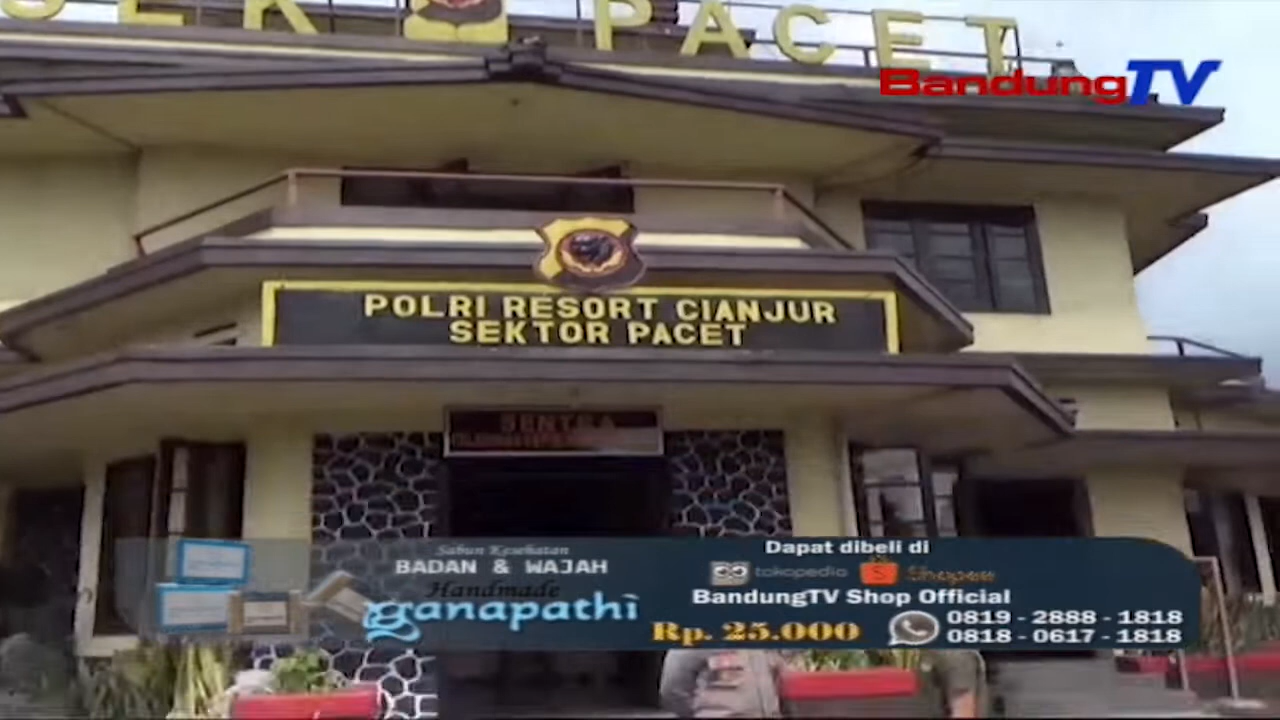 SEK PACET
BandungTV
POLRI RESORT CIANJUR
SEKTOR PACET
SENTRA
Sabun Kesehatan
BADAN & WAJAH
Handmade
ganapathi
Dapat dibeli di
tokopedia Shopee
BandungTV Shop Official
Rp. 25.000
0819 - 2888 - 1818
0818 - 0617 - 1818